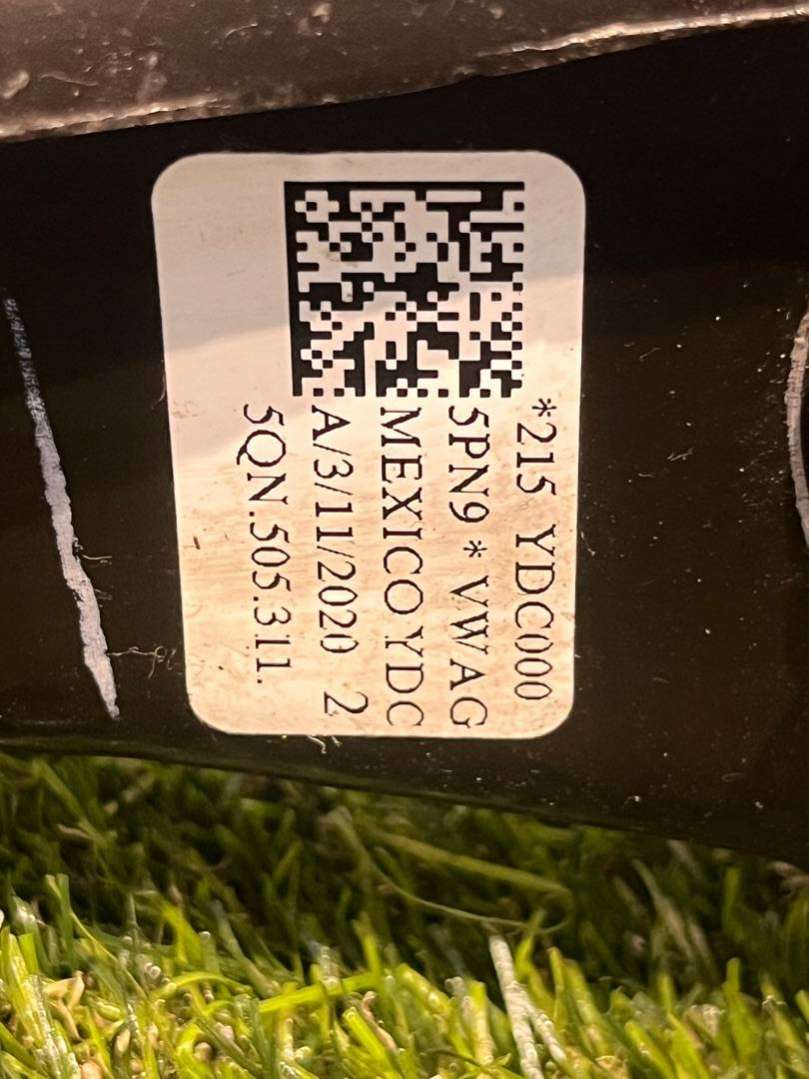 *215 YDC000
5PN9 * VWAG
MEXICO YDC
A/3/11/2020 2
5QN.505.311.